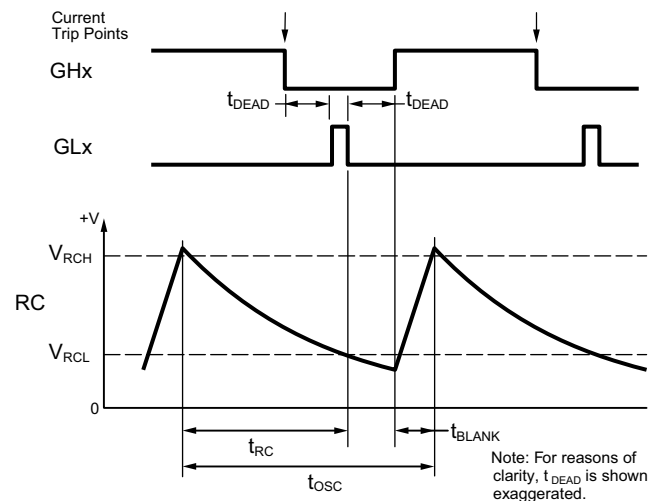 Current
Trip Points
GHx
tDEAD
tDEAD
GLx
+V
VRCH
RC
VRCL
0
tRC
tBLANK
tOSC
Note: For reasons of
clarity, t DEAD is shown
exaggerated.